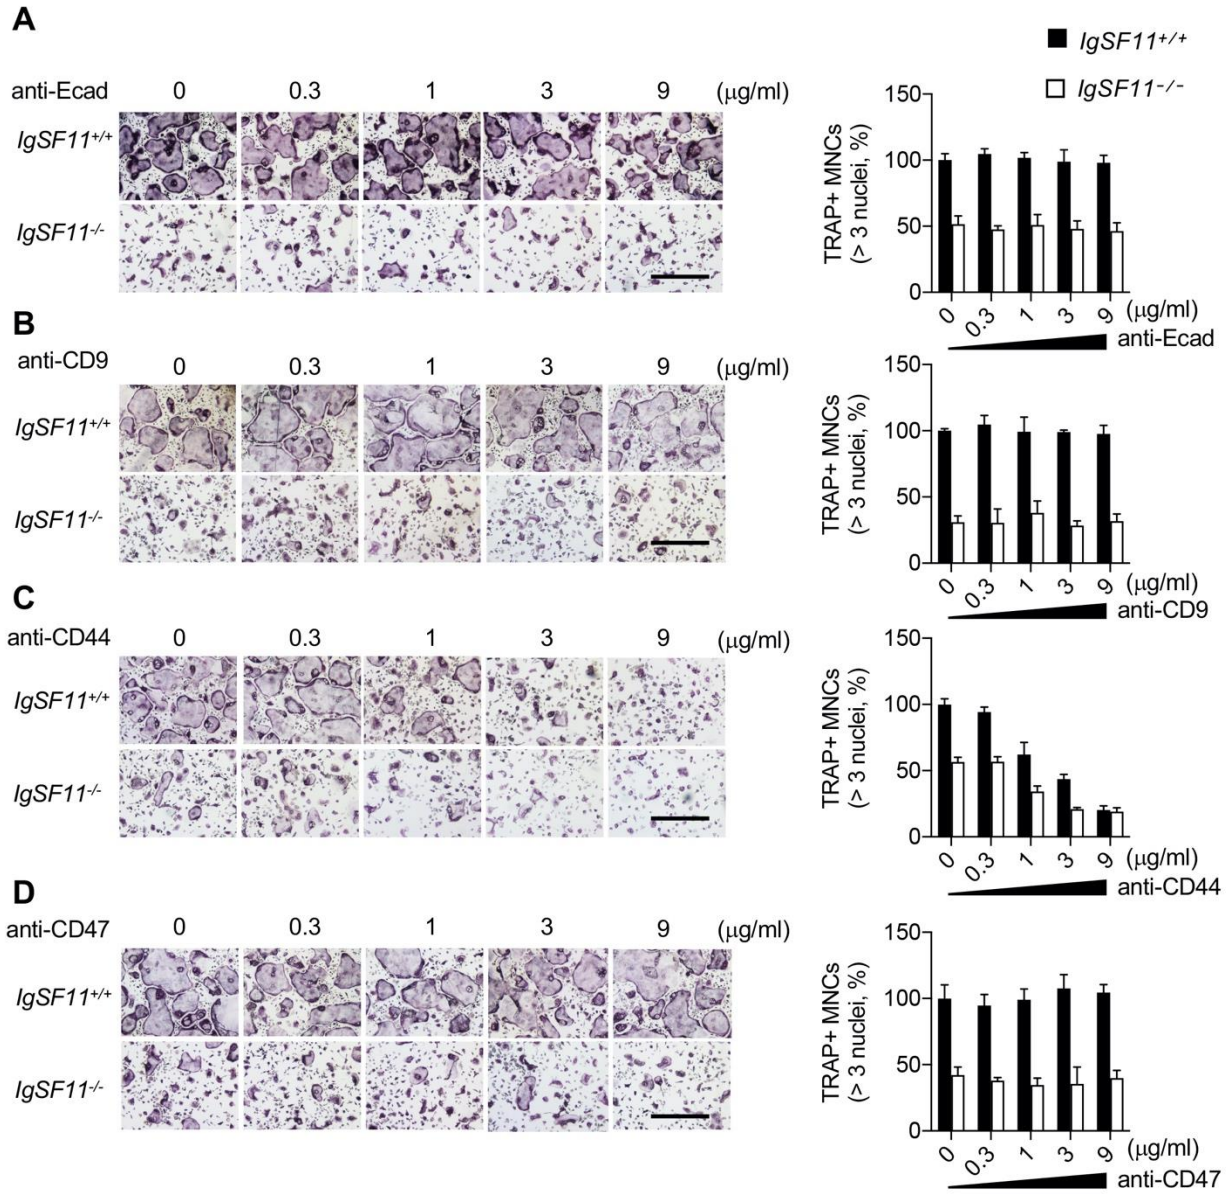 A
IgSF11+/+
IgSF11-/-
anti-Ecad 0 0.3 1 3 9 (μg/ml)
IgSF11+/+
IgSF11-/-
TRAP+ MNCs
(> 3 nuclei, %)
150
100
50
0
0 0.3 1 3 9 (μg/ml)
anti-Ecad
B
anti-CD9 0 0.3 1 3 9 (μg/ml)
IgSF11+/+
IgSF11-/-
TRAP+ MNCs
(> 3 nuclei, %)
150
100
50
0
0 0.3 1 3 9 (μg/ml)
anti-CD9
C
anti-CD44 0 0.3 1 3 9 (μg/ml)
IgSF11+/+
IgSF11-/-
TRAP+ MNCs
(> 3 nuclei, %)
150
100
50
0
0 0.3 1 3 9 (μg/ml)
anti-CD44
D
anti-CD47 0 0.3 1 3 9 (μg/ml)
IgSF11+/+
IgSF11-/-
TRAP+ MNCs
(> 3 nuclei, %)
150
100
50
0
0 0.3 1 3 9 (μg/ml)
anti-CD47